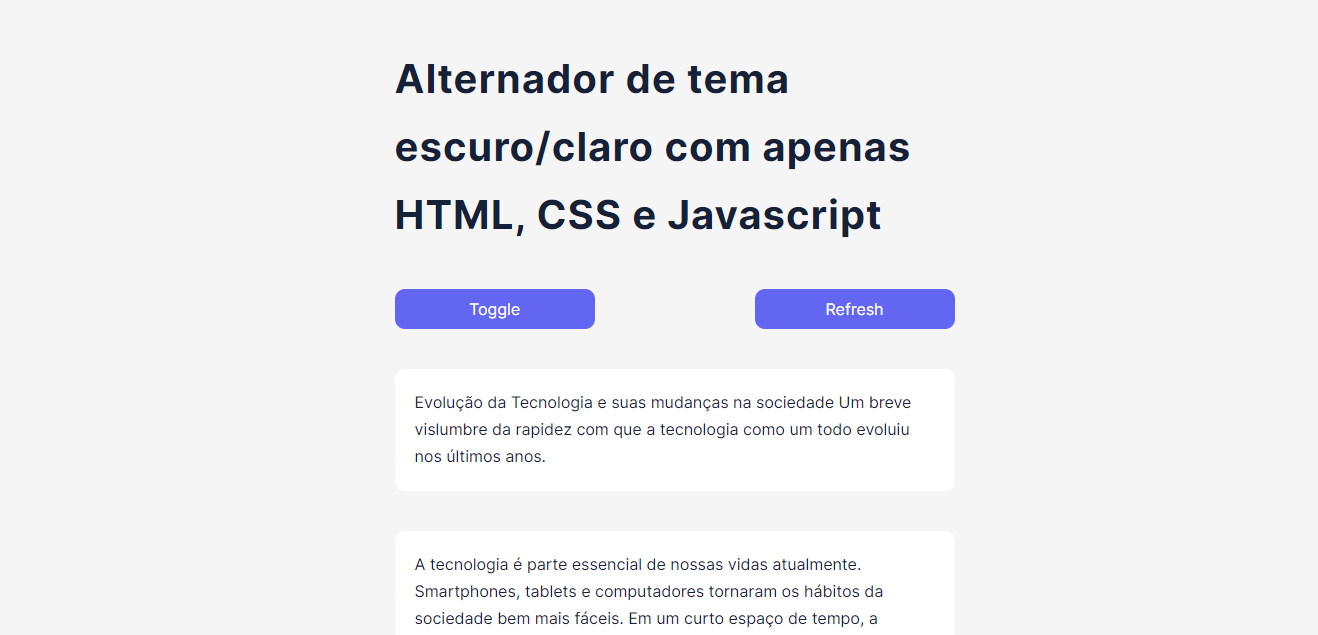 Alternador de tema
escuro/claro com apenas
HTML, CSS e Javascript
Toggle
Refresh
Evolução da Tecnologia e suas mudanças na sociedade Um breve
vislumbre da rapidez com que a tecnologia como um todo evoluiu
nos últimos anos.
A tecnologia é parte essencial de nossas vidas atualmente.
Smartphones, tablets e computadores tornaram os hábitos da
sociedade bem mais fáceis. Em um curto espaço de tempo, a